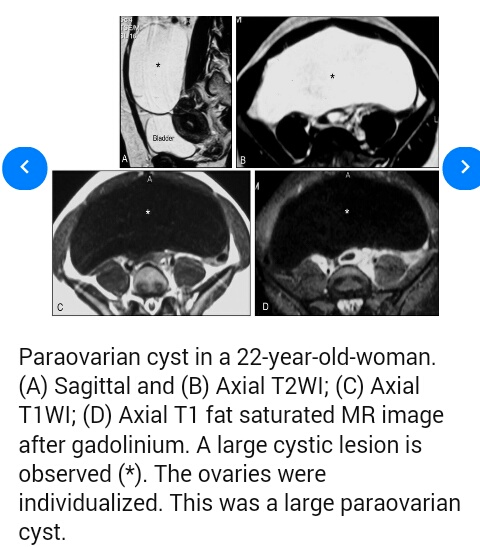 *
Bladder
A
*
B
A
*
C
A
*
D
Paraovarian cyst in a 22-year-old-woman.
(A) Sagittal and (B) Axial T2WI; (C) Axial
T1WI; (D) Axial T1 fat saturated MR image
after gadolinium. A large cystic lesion is
observed (*). The ovaries were
individualized. This was a large paraovarian
cyst.